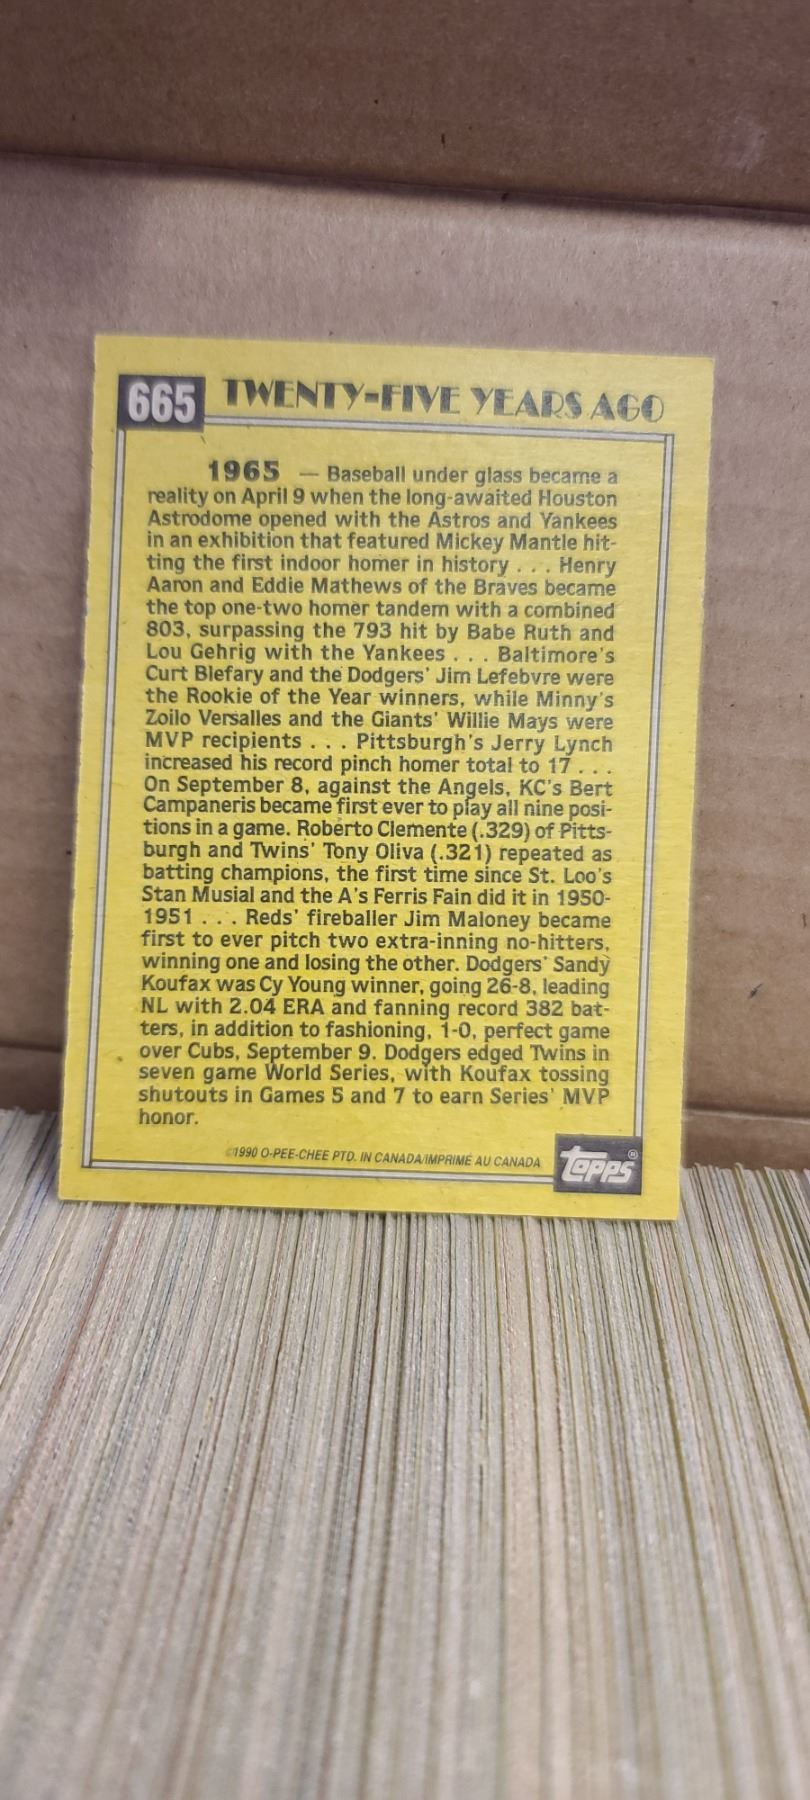 665 TWENTY-FIVE YEARS AGO
1965 — Baseball under glass became a
reality on April 9 when the long-awaited Houston
Astrodome opened with the Astros and Yankees
in an exhibition that featured Mickey Mantle hit-
ting the first indoor homer in history . . . Henry
Aaron and Eddie Mathews of the Braves became
the top one-two homer tandem with a combined
803, surpassing the 793 hit by Babe Ruth and
Lou Gehrig with the Yankees . . . Baltimore's
Curt Blefary and the Dodgers' Jim Lefebvre were
the Rookie of the Year winners, while Minny's
Zoilo Versalles and the Giants' Willie Mays were
MVP recipients . . . Pittsburgh's Jerry Lynch
increased his record pinch homer total to 17 . . .
On September 8, against the Angels, KC's Bert
Campaneris became first ever to play all nine posi-
tions in a game. Roberto Clemente (.329) of Pitts-
burgh and Twins' Tony Oliva (.321) repeated as
batting champions, the first time since St. Loo's
Stan Musial and the A's Ferris Fain did it in 1950-
1951 . . . Reds' fireballer Jim Maloney became
first to ever pitch two extra-inning no-hitters,
winning one and losing the other. Dodgers' Sandy
Koufax was Cy Young winner, going 26-8, leading
NL with 2.04 ERA and fanning record 382 bat-
ters, in addition to fashioning, 1-0, perfect game
over Cubs, September 9. Dodgers edged Twins in
seven game World Series, with Koufax tossing
shutouts in Games 5 and 7 to earn Series' MVP
honor.
©1990 O-PEE-CHEE PTD. IN CANADA/IMPRIMÉ AU CANADA
topps®